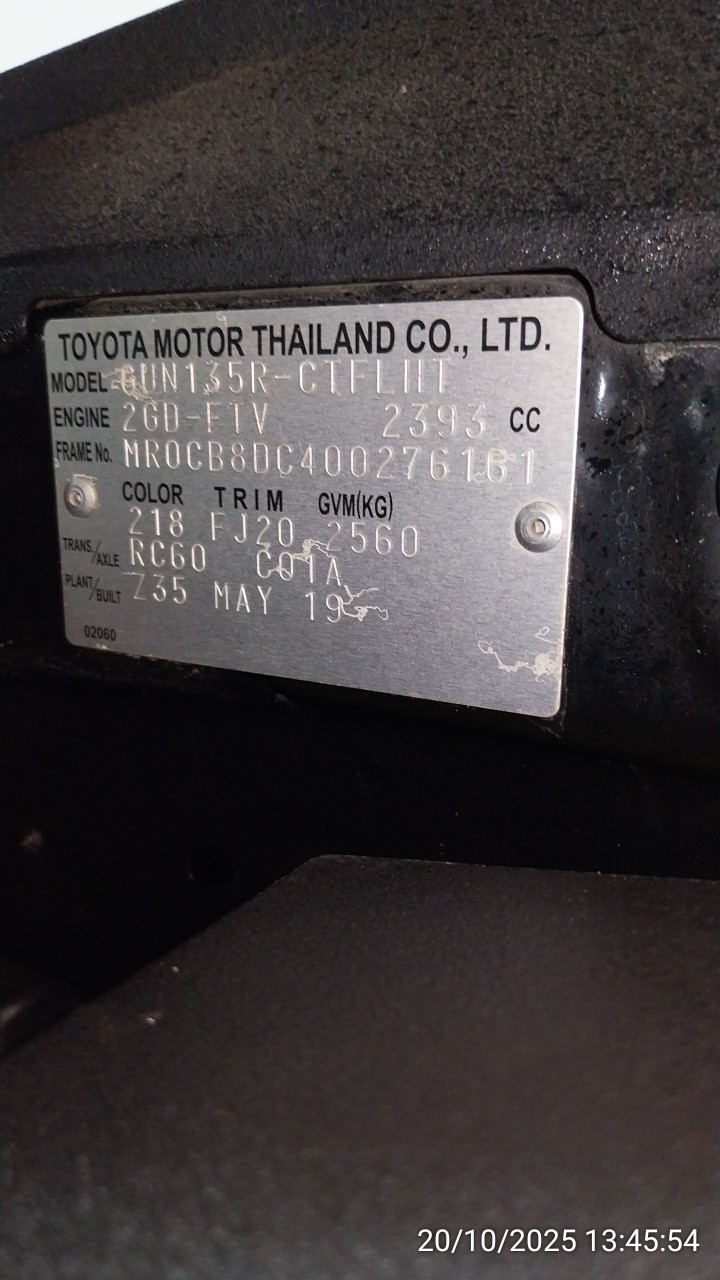 TOYOTA MOTOR THAILAND CO., LTD.
MODEL GUN135R-CTFLHT
ENGINE 2GD-FTV 2393 CC
FRAME No. MR0CB8DC400276161
COLOR TRIM GVM(KG)
218 FJ20 2560
TRANS./AXLE RC60 C01A
PLANT/BUILT Z35 MAY 19
02060
20/10/2025 13:45:54